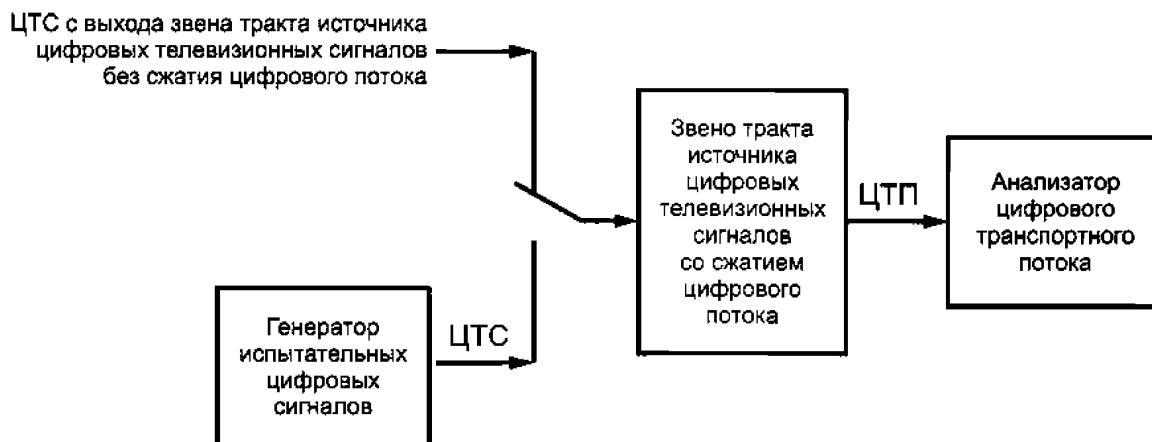 ЦТС с выхода звена тракта источника
цифровых телевизионных сигналов
без сжатия цифрового потока
Звено тракта
источника
цифровых
телевизионных
сигналов
со сжатием
цифрового
потока
ЦТП
Анализатор
цифрового
транспортного
потока
Генератор
испытательных
цифровых
сигналов
ЦТС